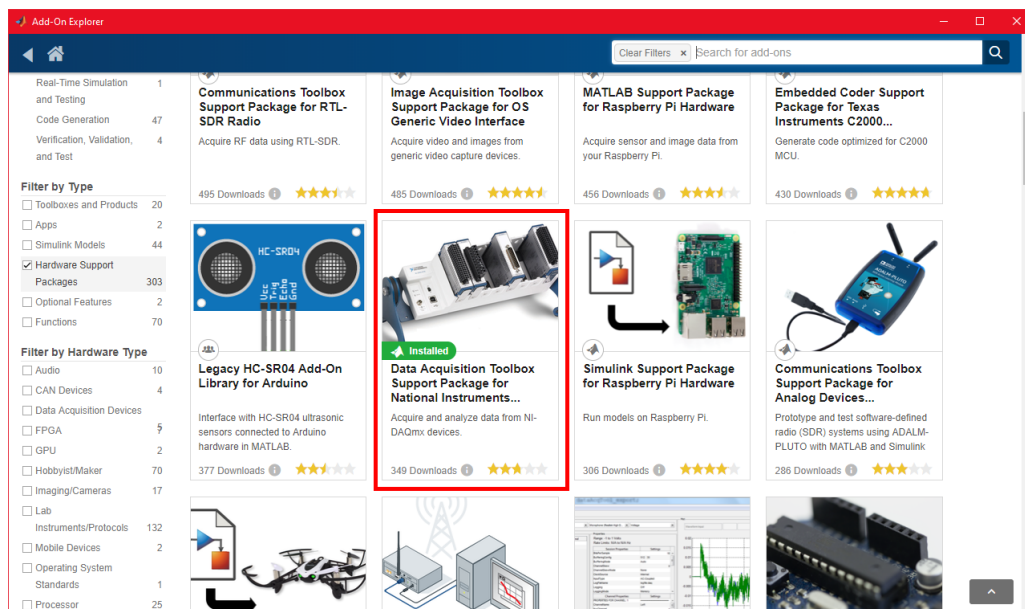 Add-On Explorer
Clear Filters × Search for add-ons
Real-Time Simulation 1
and Testing
Code Generation 47
Verification, Validation, 4
and Test
Filter by Type
Toolboxes and Products 20
Apps 2
Simulink Models 44
Hardware Support
Packages 303
Optional Features 2
Functions 70
Filter by Hardware Type
Audio 10
CAN Devices 4
Data Acquisition Devices
5
FPGA
GPU 2
Hobbyist/Maker 70
Imaging/Cameras 17
Lab
Instruments/Protocols 132
Mobile Devices 2
Operating System
Standards 1
Processor 25
Communications Toolbox
Support Package for RTL-
SDR Radio
Acquire RF data using RTL-SDR.
495 Downloads
Image Acquisition Toolbox
Support Package for OS
Generic Video Interface
Acquire video and images from
generic video capture devices.
485 Downloads
MATLAB Support Package
for Raspberry Pi Hardware
Acquire sensor and image data from
your Raspberry Pi.
456 Downloads
Embedded Coder Support
Package for Texas
Instruments C2000...
Generate code optimized for C2000
MCU.
430 Downloads
HC-SR04
Vcc
Trig
Echo
Gnd
Legacy HC-SR04 Add-On
Library for Arduino
Interface with HC-SR04 ultrasonic
sensors connected to Arduino
hardware in MATLAB.
377 Downloads
Installed
Data Acquisition Toolbox
Support Package for
National Instruments...
Acquire and analyze data from NI-
DAQmx devices.
349 Downloads
Simulink Support Package
for Raspberry Pi Hardware
Run models on Raspberry Pi.
306 Downloads
ADALM-PLUTO
Communications Toolbox
Support Package for
Analog Devices...
Prototype and test software-defined
radio (SDR) systems using ADALM-
PLUTO with MATLAB and Simulink
286 Downloads